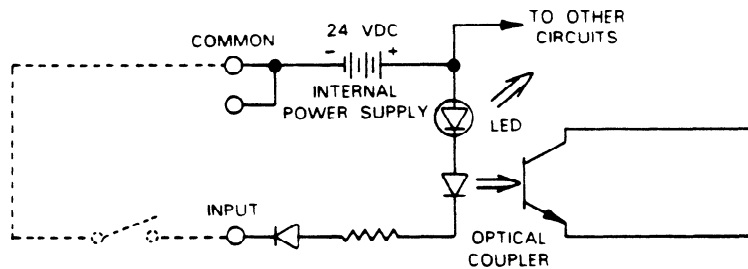 24 VDC
TO OTHER
CIRCUITS
COMMON
- +
INTERNAL
POWER SUPPLY
LED
INPUT
OPTICAL
COUPLER